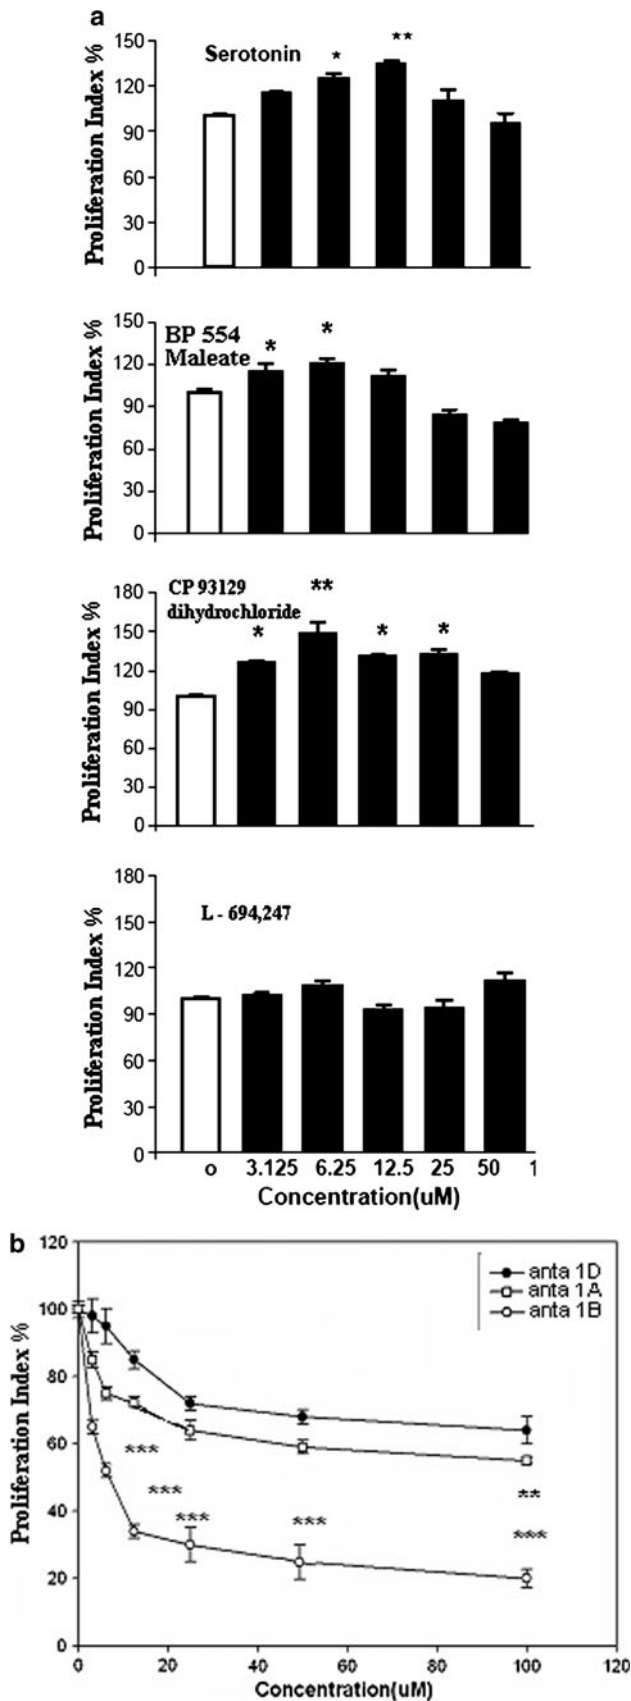 a
Proliferation Index %
150
120
90
60
30
0
Serotonin
*
**
Proliferation Index %
150
120
90
60
30
0
BP 554
Maleate
*
*
Proliferation Index %
180
150
120
90
60
30
0
CP 93129
dihydrochloride
*
**
*
*
Proliferation Index %
180
150
120
90
60
30
0
L - 694,247
o 3.125 6.25 12.5 25 50 1
Concentration(uM)
b
Proliferation Index %
120
100
80
60
40
20
0
anta 1D
anta 1A
anta 1B
***
***
***
***
**
***
0 20 40 60 80 100 120
Concentration(uM)